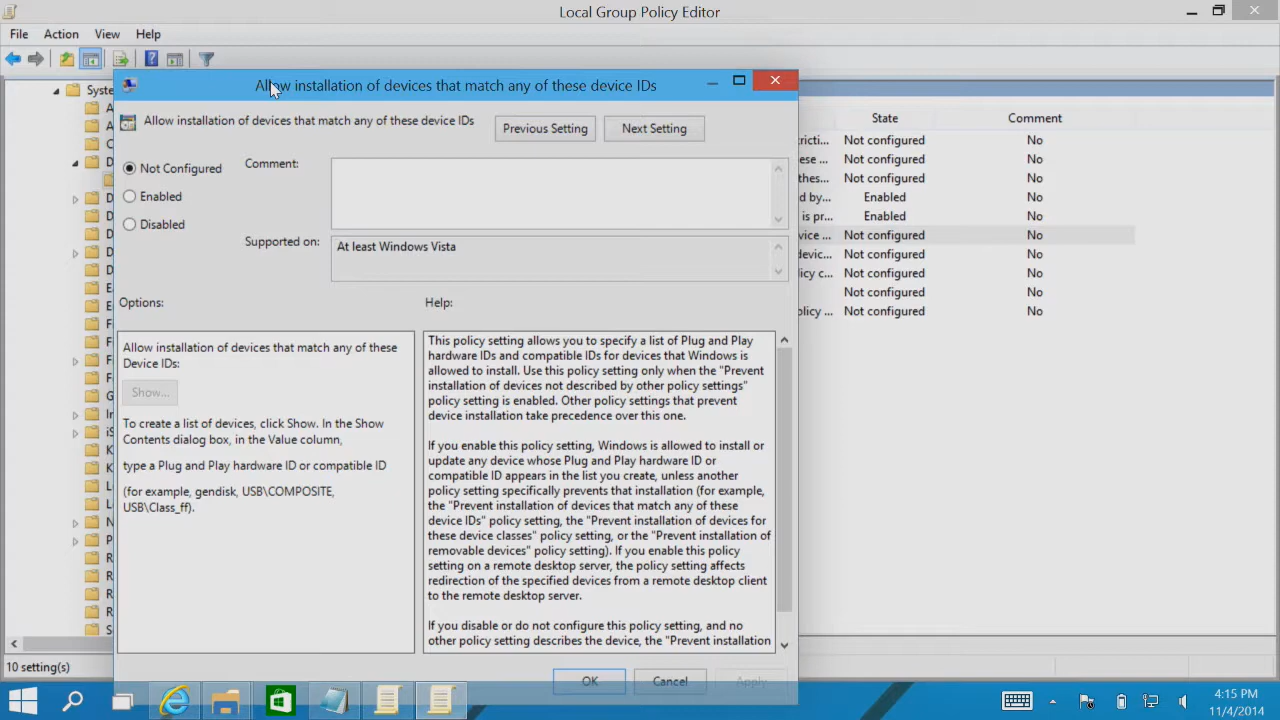 Local Group Policy Editor
File Action View Help
Syste
Allow installation of devices that match any of these device IDs
Allow installation of devices that match any of these device IDs
Previous Setting
Next Setting
Not Configured
Enabled
Disabled
Comment:
Supported on:
At least Windows Vista
Options:
Help:
Allow installation of devices that match any of these
Device IDs:
Show...
To create a list of devices, click Show. In the Show
Contents dialog box, in the Value column,
type a Plug and Play hardware ID or compatible ID
(for example, gendisk, USB\COMPOSITE,
USB\Class_ff).
This policy setting allows you to specify a list of Plug and Play
hardware IDs and compatible IDs for devices that Windows is
allowed to install. Use this policy setting only when the "Prevent
installation of devices not described by other policy settings"
policy setting is enabled. Other policy settings that prevent
device installation take precedence over this one.
If you enable this policy setting, Windows is allowed to install or
update any device whose Plug and Play hardware ID or
compatible ID appears in the list you create, unless another
policy setting specifically prevents that installation (for example,
the "Prevent installation of devices that match any of these
device IDs" policy setting, the "Prevent installation of devices for
these device classes" policy setting, or the "Prevent installation of
removable devices" policy setting). If you enable this policy
setting on a remote desktop server, the policy setting affects
redirection of the specified devices from a remote desktop client
to the remote desktop server.
If you disable or do not configure this policy setting, and no
other policy setting describes the device, the "Prevent installation
OK
Cancel
Apply
State Comment
ricti... Not configured No
ese ... Not configured No
thes... Not configured No
d by... Enabled No
is pr... Enabled No
vice ... Not configured No
devic... Not configured No
licy c... Not configured No
Not configured No
policy ... Not configured No
10 setting(s)
4:15 PM
11/4/2014